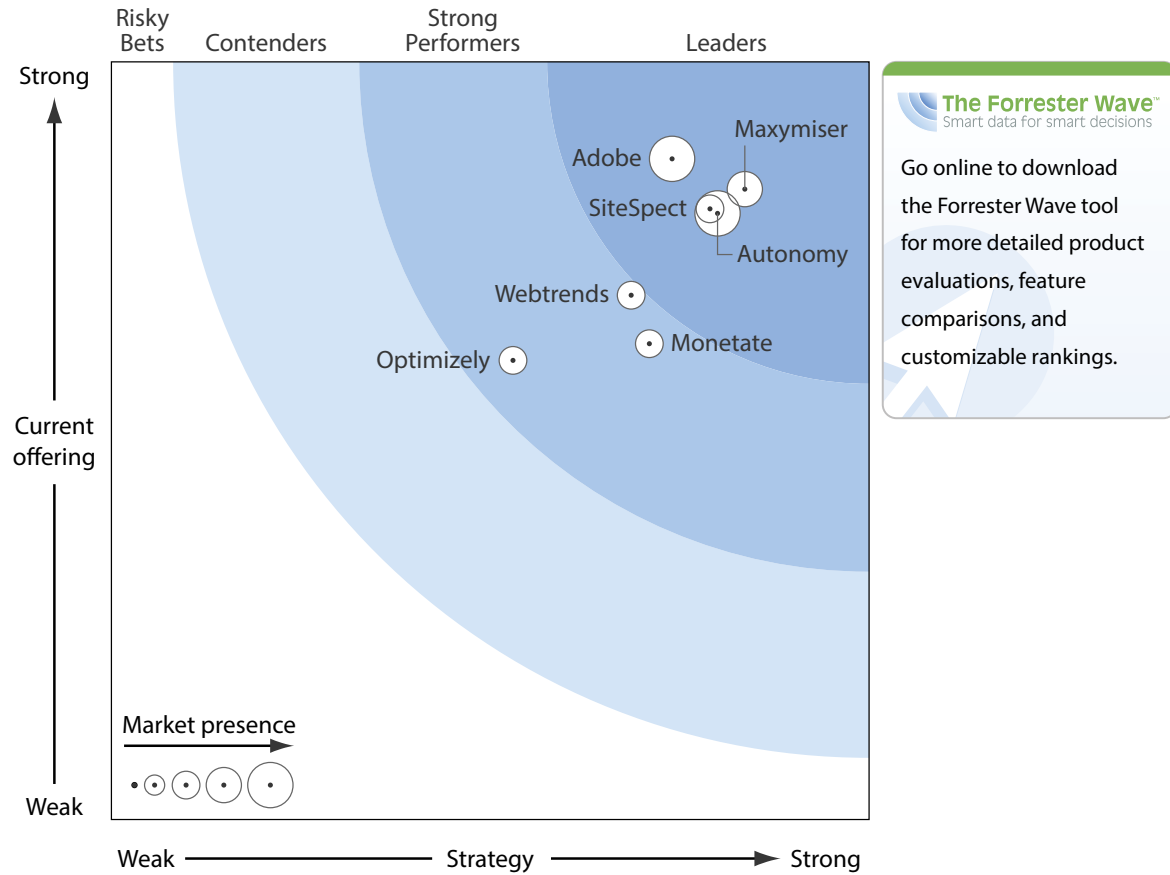 Risky
Bets
Contenders
Strong
Performers
Leaders
Strong
Current
offering
Weak
Maxymiser
Adobe
SiteSpect
Autonomy
Webtrends
Monetate
Optimizely
Market presence
Weak
Strategy
Strong
The Forrester Wave™
Smart data for smart decisions
Go online to download
the Forrester Wave tool
for more detailed product
evaluations, feature
comparisons, and
customizable rankings.